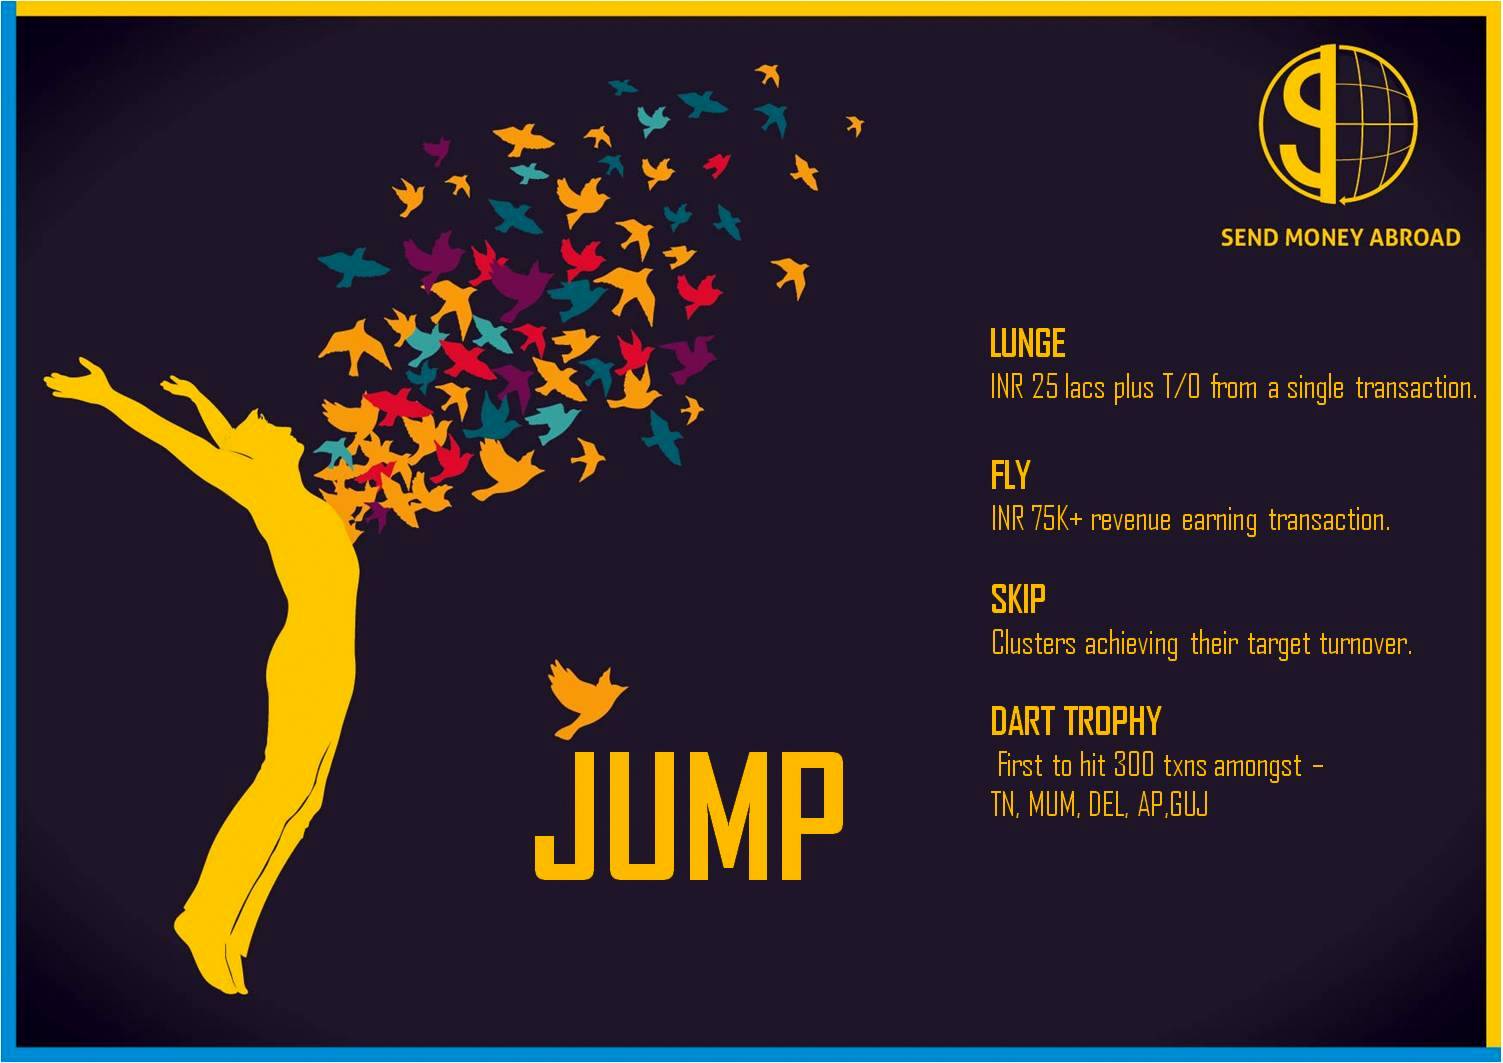 SEND MONEY ABROAD
LUNGE
INR 25 lacs plus T/O from a single transaction.
FLY
INR 75K+ revenue earning transaction.
SKIP
Clusters achieving their target turnover.
DART TROPHY
First to hit 300 txns amongst –
TN, MUM, DEL, AP,GUJ
JUMP